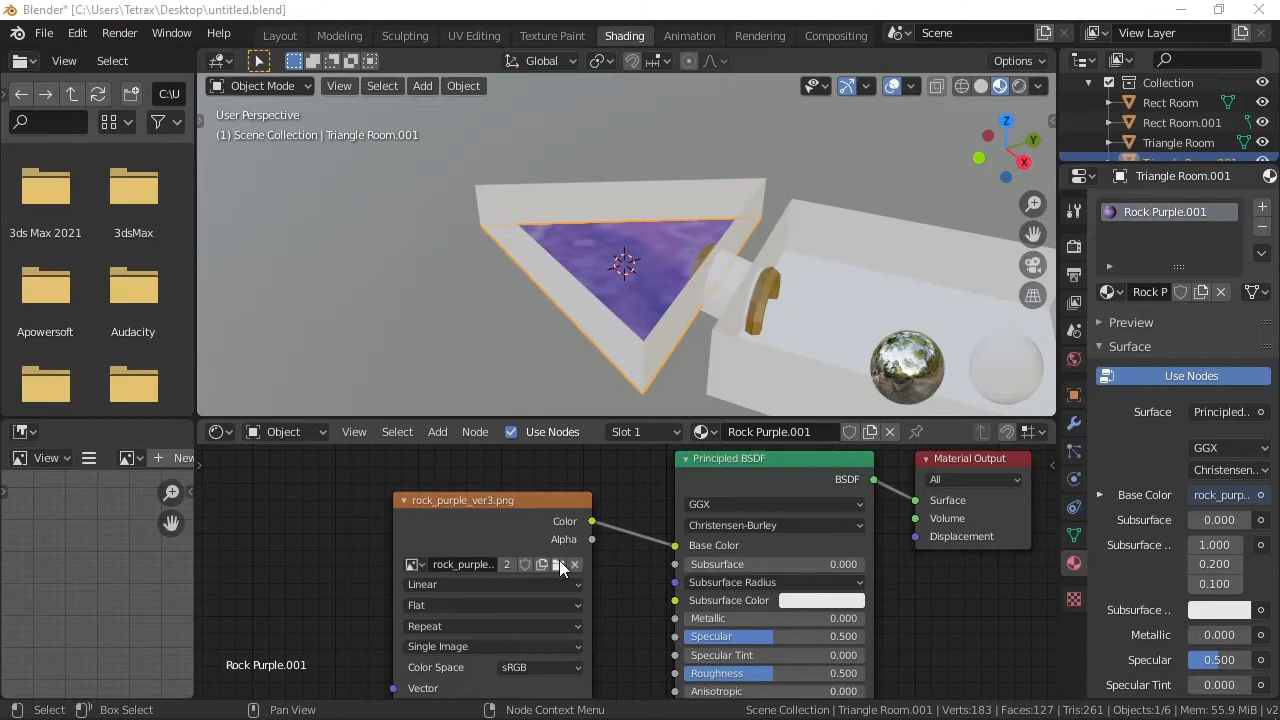 Blender* [C:\Users\Tetrax\Desktop\untitled.blend]
File Edit Render Window Help Layout Modeling Sculpting UV Editing Texture Paint Shading Animation Rendering Compositing Scene View Layer
View Select Global Options
C:\U Object Mode View Select Add Object
User Perspective
(1) Scene Collection | Triangle Room.001
Z
Y
X
3ds Max 2021 3dsMax
Apowersoft Audacity
Collection
Rect Room
Rect Room.001
Triangle Room
Triangle Room.001
Rock Purple.001
Rock P
Preview
Surface
Use Nodes
Surface Principled..
GGX
Christensen..
Base Color rock_purp..
Subsurface 0.000
Subsurface .. 1.000
0.200
0.100
Subsurface ..
Metallic 0.000
Specular 0.500
Specular Tint 0.000
View New
Object View Select Add Node Use Nodes Slot 1 Rock Purple.001
rock_purple_ver3.png
Color
Alpha
rock_purple.. 2
Linear
Flat
Repeat
Single Image
Color Space sRGB
Vector
Principled BSDF
BSDF
GGX
Christensen-Burley
Base Color
Subsurface 0.000
Subsurface Radius
Subsurface Color
Metallic 0.000
Specular 0.500
Specular Tint 0.000
Roughness 0.500
Anisotropic 0.000
Material Output
All
Surface
Volume
Displacement
Rock Purple.001
Select Box Select Pan View Node Context Menu Scene Collection | Triangle Room.001 Verts:183 | Faces:127 | Tris:261 | Objects:1/6 | Mem: 55.9 MiB | v2